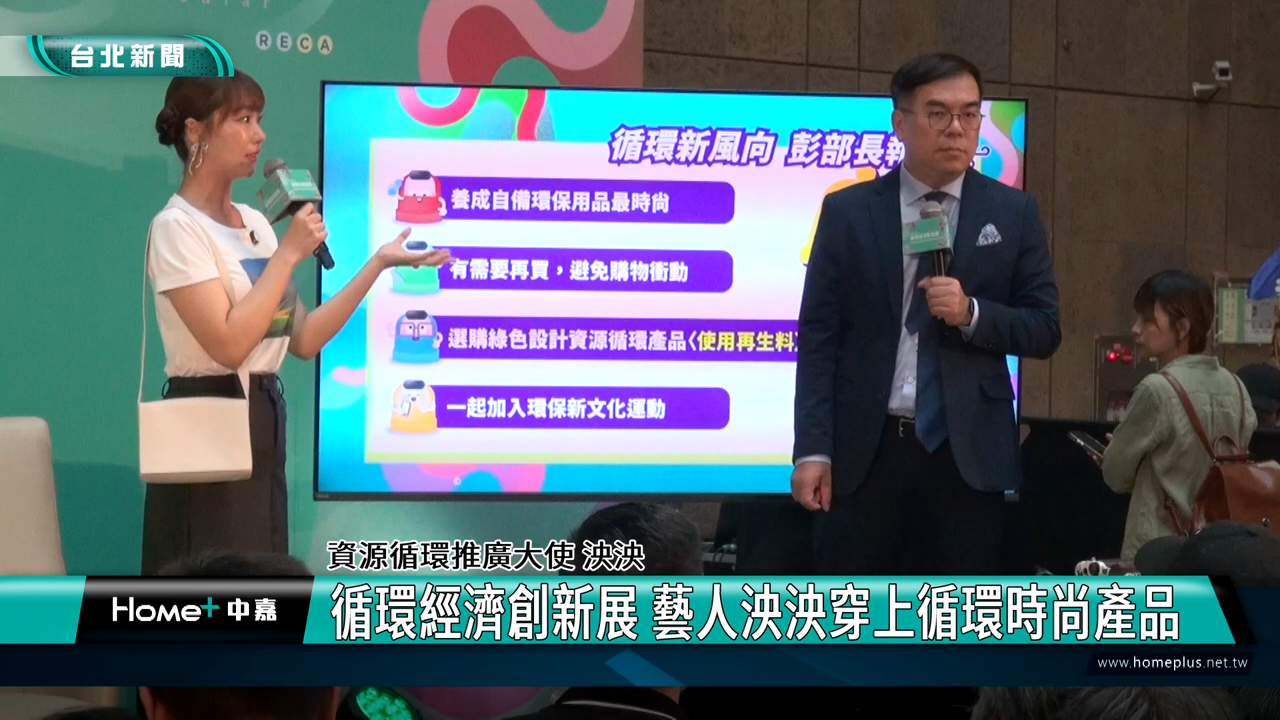 RECA
台北新聞
循環新風向 彭部長
養成自備環保用品最時尚
有需要再買，避免購物衝動
選購綠色設計資源循環產品〈使用再生料
一起加入環保新文化運動
資源循環推廣大使 泱泱
Home+ 中嘉
循環經濟創新展 藝人泱泱穿上循環時尚產品
www.homeplus.net.tw